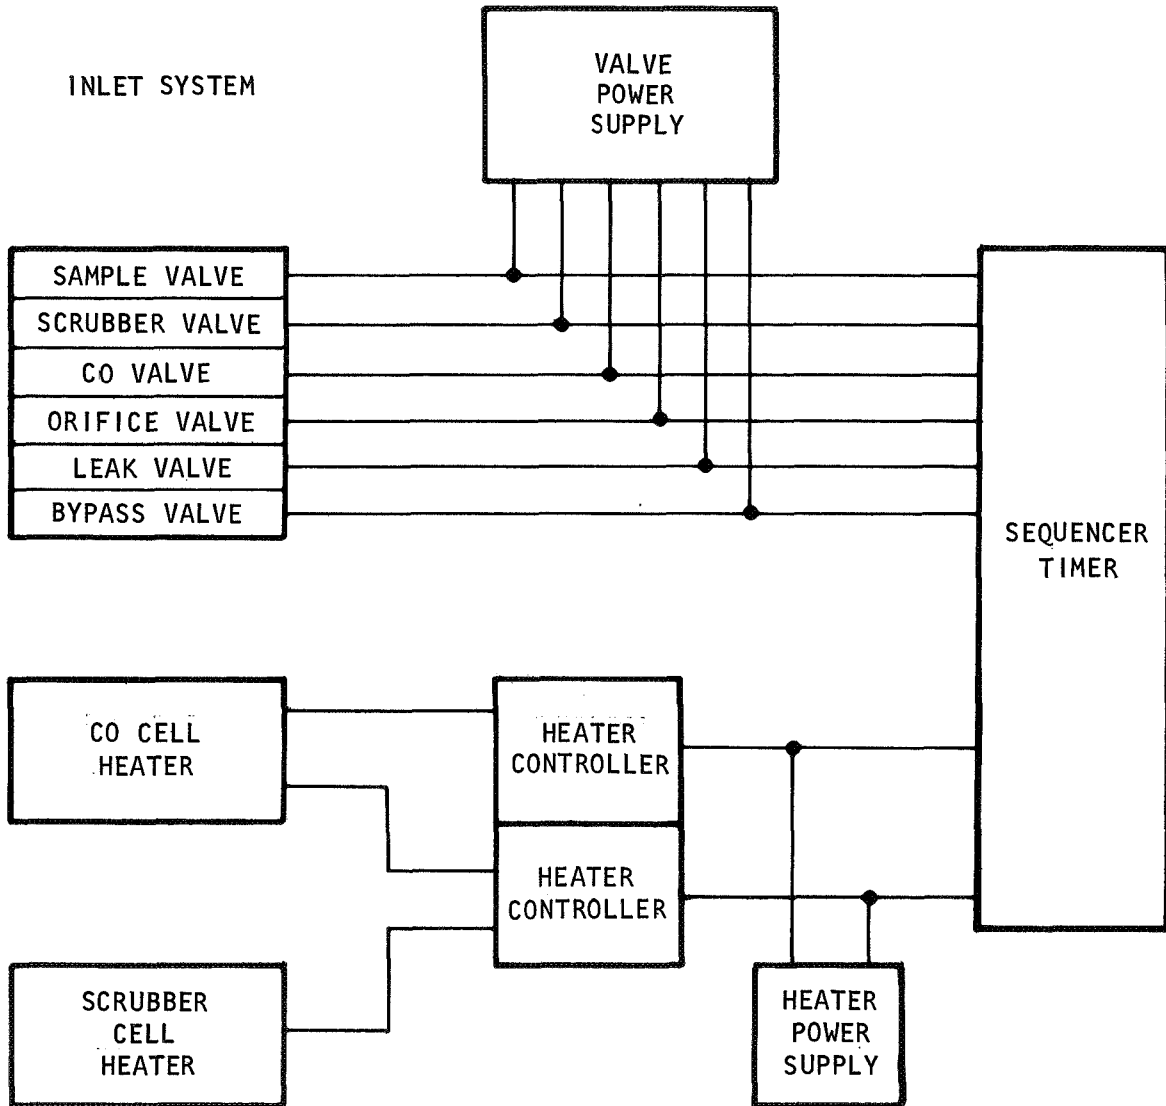 INLET SYSTEM
VALVE
POWER
SUPPLY
SAMPLE VALVE
SCRUBBER VALVE
CO VALVE
ORIFICE VALVE
LEAK VALVE
BYPASS VALVE
SEQUENCER
TIMER
CO CELL
HEATER
HEATER
CONTROLLER
HEATER
CONTROLLER
SCRUBBER
CELL
HEATER
HEATER
POWER
SUPPLY